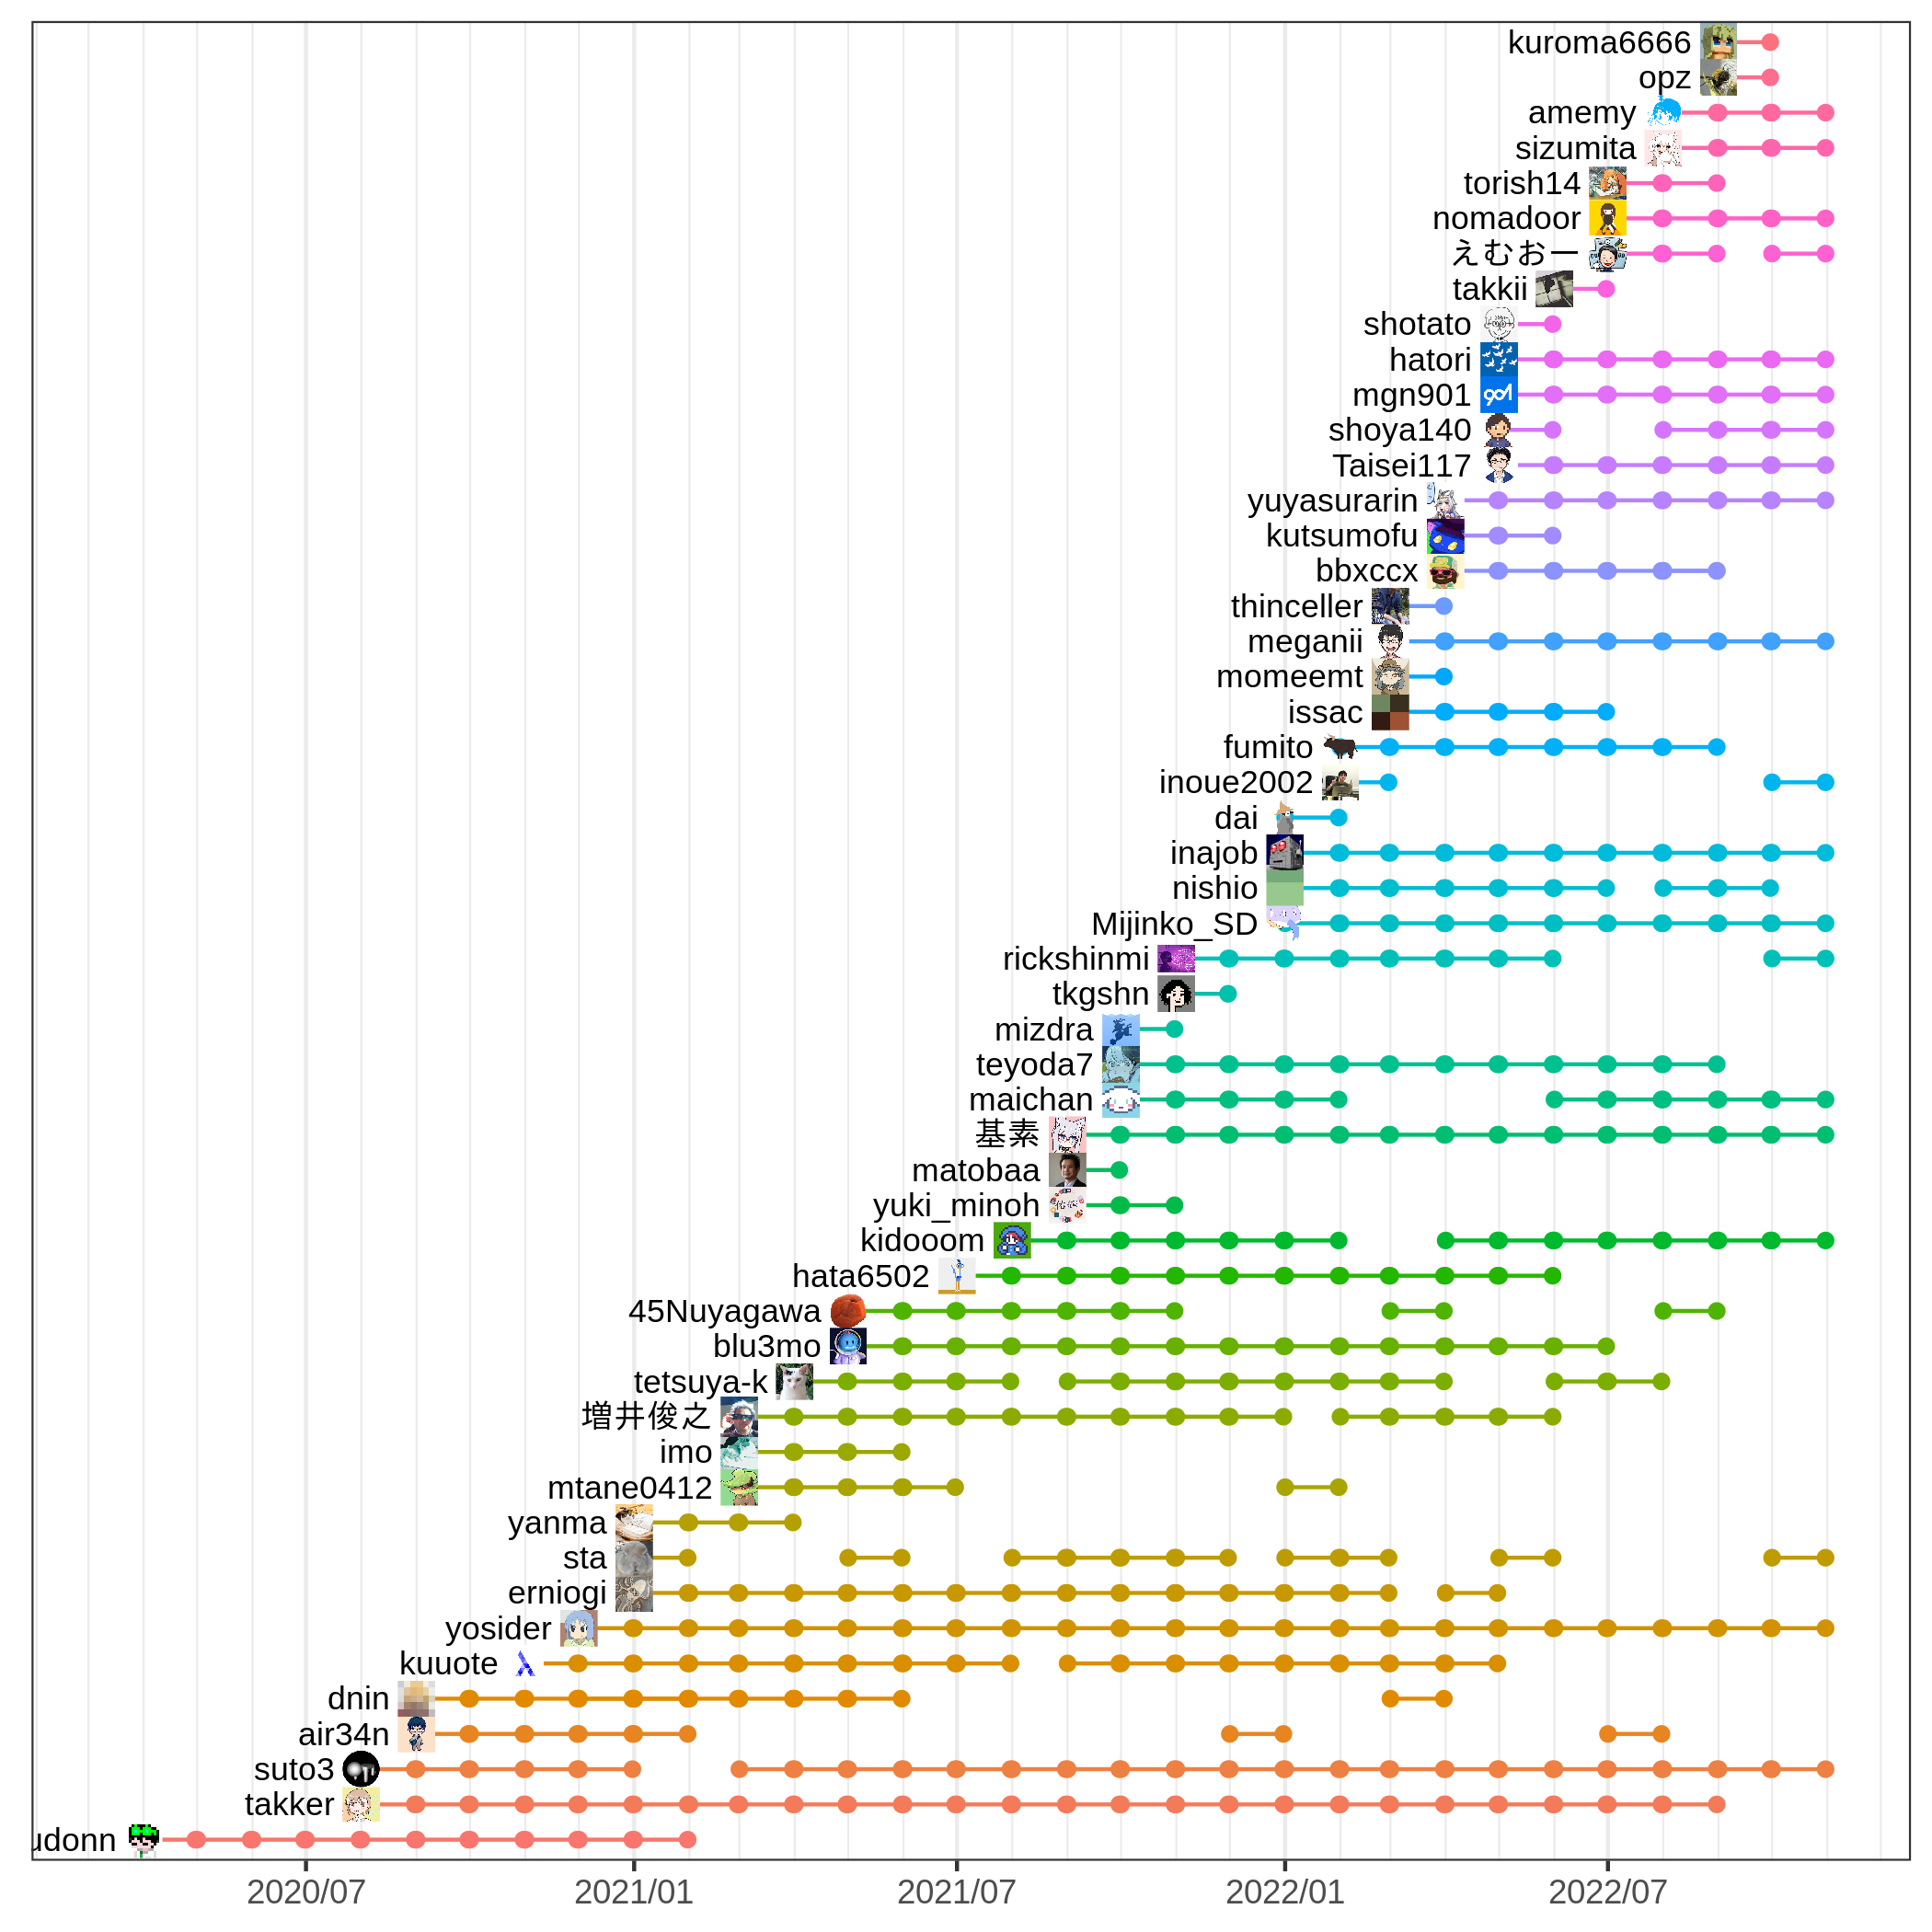 kuroma6666
opz
amemy
sizumita
torish14
nomadoor
えむおー
takkii
shotato
hatori
mgn901
901
shoya140
Taisei117
yuyasurarin
kutsumofu
bbxccx
thinceller
meganii
momeemt
issac
fumito
inoue2002
dai
inajob
nishio
Mijinko_SD
rickshinmi
tkgshn
mizdra
teyoda7
maichan
基素
matobaa
yuki_minoh
kidooom
hata6502
45Nuyagawa
blu3mo
tetsuya-k
増井俊之
imo
mtane0412
yanma
sta
erniogi
yosider
kuuote
dnin
air34n
suto3
takker
udonn
2020/07 2021/01 2021/07 2022/01 2022/07